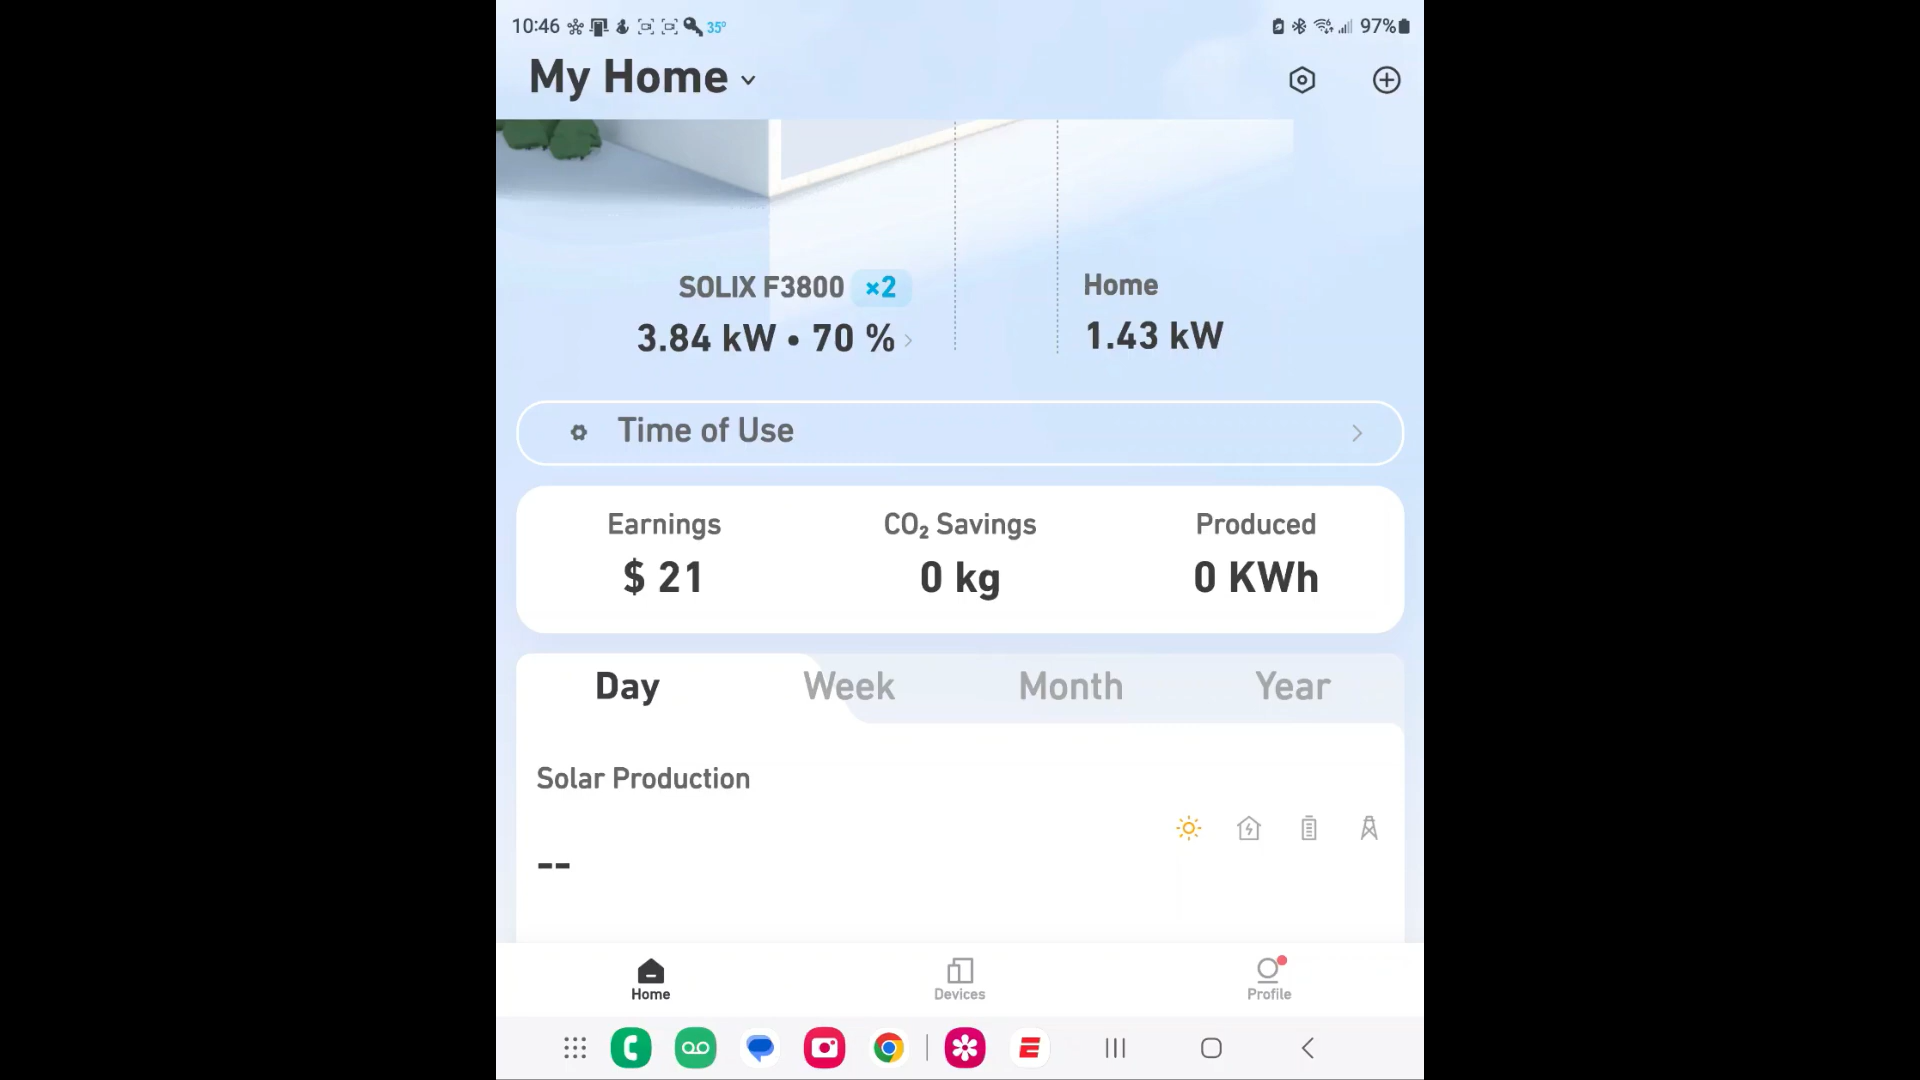 10:46 35° 97%
My Home
SOLIX F3800 ×2
Home
3.84 kW • 70 %
1.43 kW
Time of Use
Earnings CO₂ Savings Produced
$ 21 0 kg 0 KWh
Day Week Month Year
Solar Production
--
Home Devices Profile